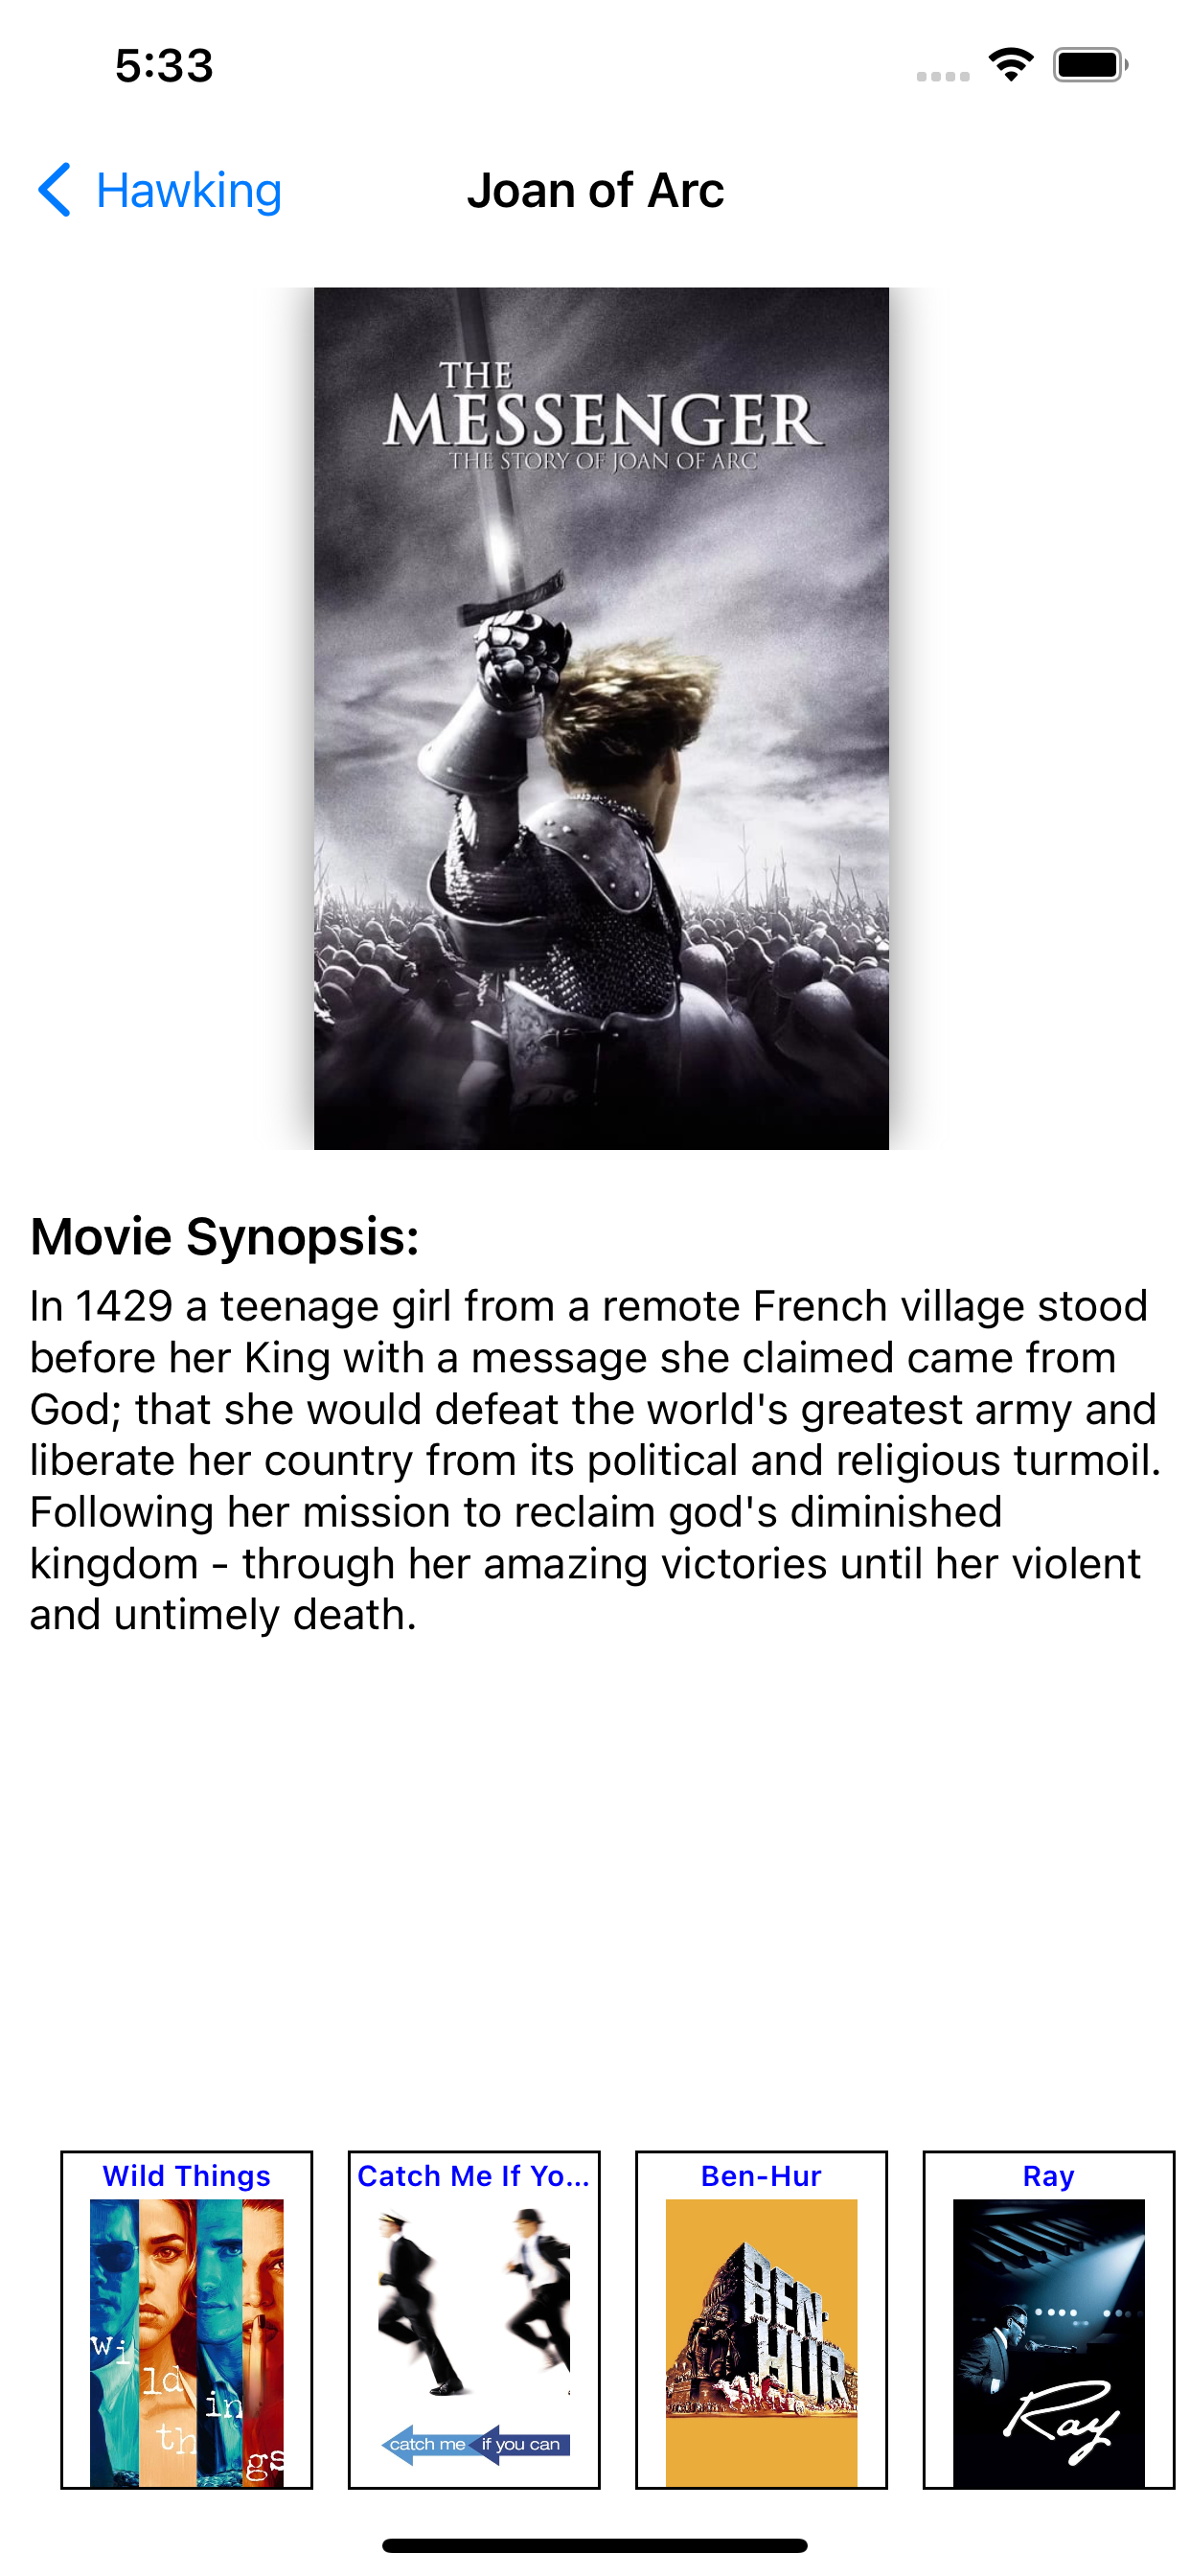 5:33
Hawking
Joan of Arc
THE
MESSENGER
THE STORY OF JOAN OF ARC
Movie Synopsis:
In 1429 a teenage girl from a remote French village stood
before her King with a message she claimed came from
God; that she would defeat the world's greatest army and
liberate her country from its political and religious turmoil.
Following her mission to reclaim god's diminished
kingdom - through her amazing victories until her violent
and untimely death.
Wild Things
Wi
ld
th
in
gs
Catch Me If Yo...
catch me if you can
Ben-Hur
BEN-
HUR
Ray
Ray